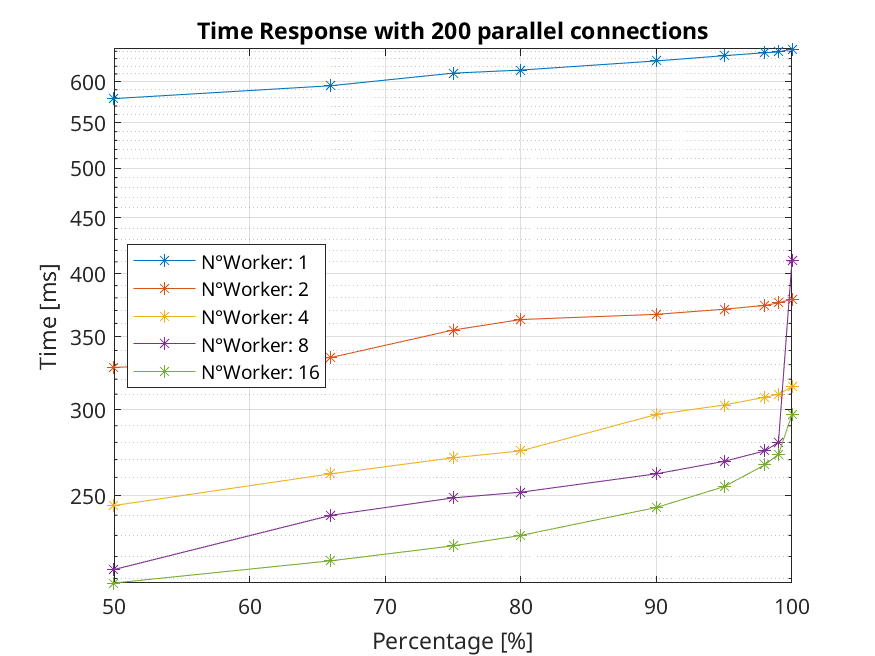 Time Response with 200 parallel connections
600
550
500
450
400
350
300
250
Time [ms]
N°Worker: 1
N°Worker: 2
N°Worker: 4
N°Worker: 8
N°Worker: 16
50 60 70 80 90 100
Percentage [%]